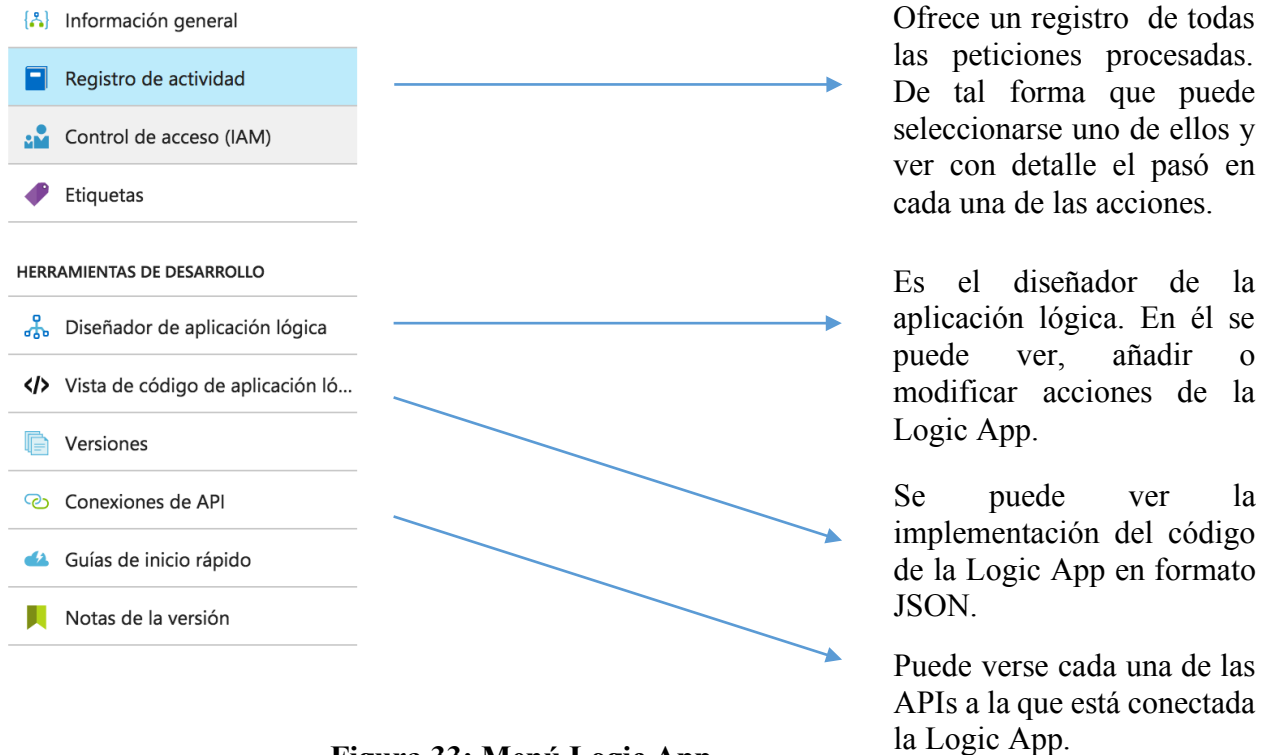 Información general
Registro de actividad
Control de acceso (IAM)
Etiquetas
HERRAMIENTAS DE DESARROLLO
Diseñador de aplicación lógica
Vista de código de aplicación ló...
Versiones
Conexiones de API
Guías de inicio rápido
Notas de la versión
Ofrece un registro de todas
las peticiones procesadas.
De tal forma que puede
seleccionarse uno de ellos y
ver con detalle el pasó en
cada una de las acciones.
Es el diseñador de la
aplicación lógica. En él se
puede ver, añadir o
modificar acciones de la
Logic App.
Se puede ver la
implementación del código
de la Logic App en formato
JSON.
Puede verse cada una de las
APIs a la que está conectada
la Logic App.
Figura 33: Menú Logic App